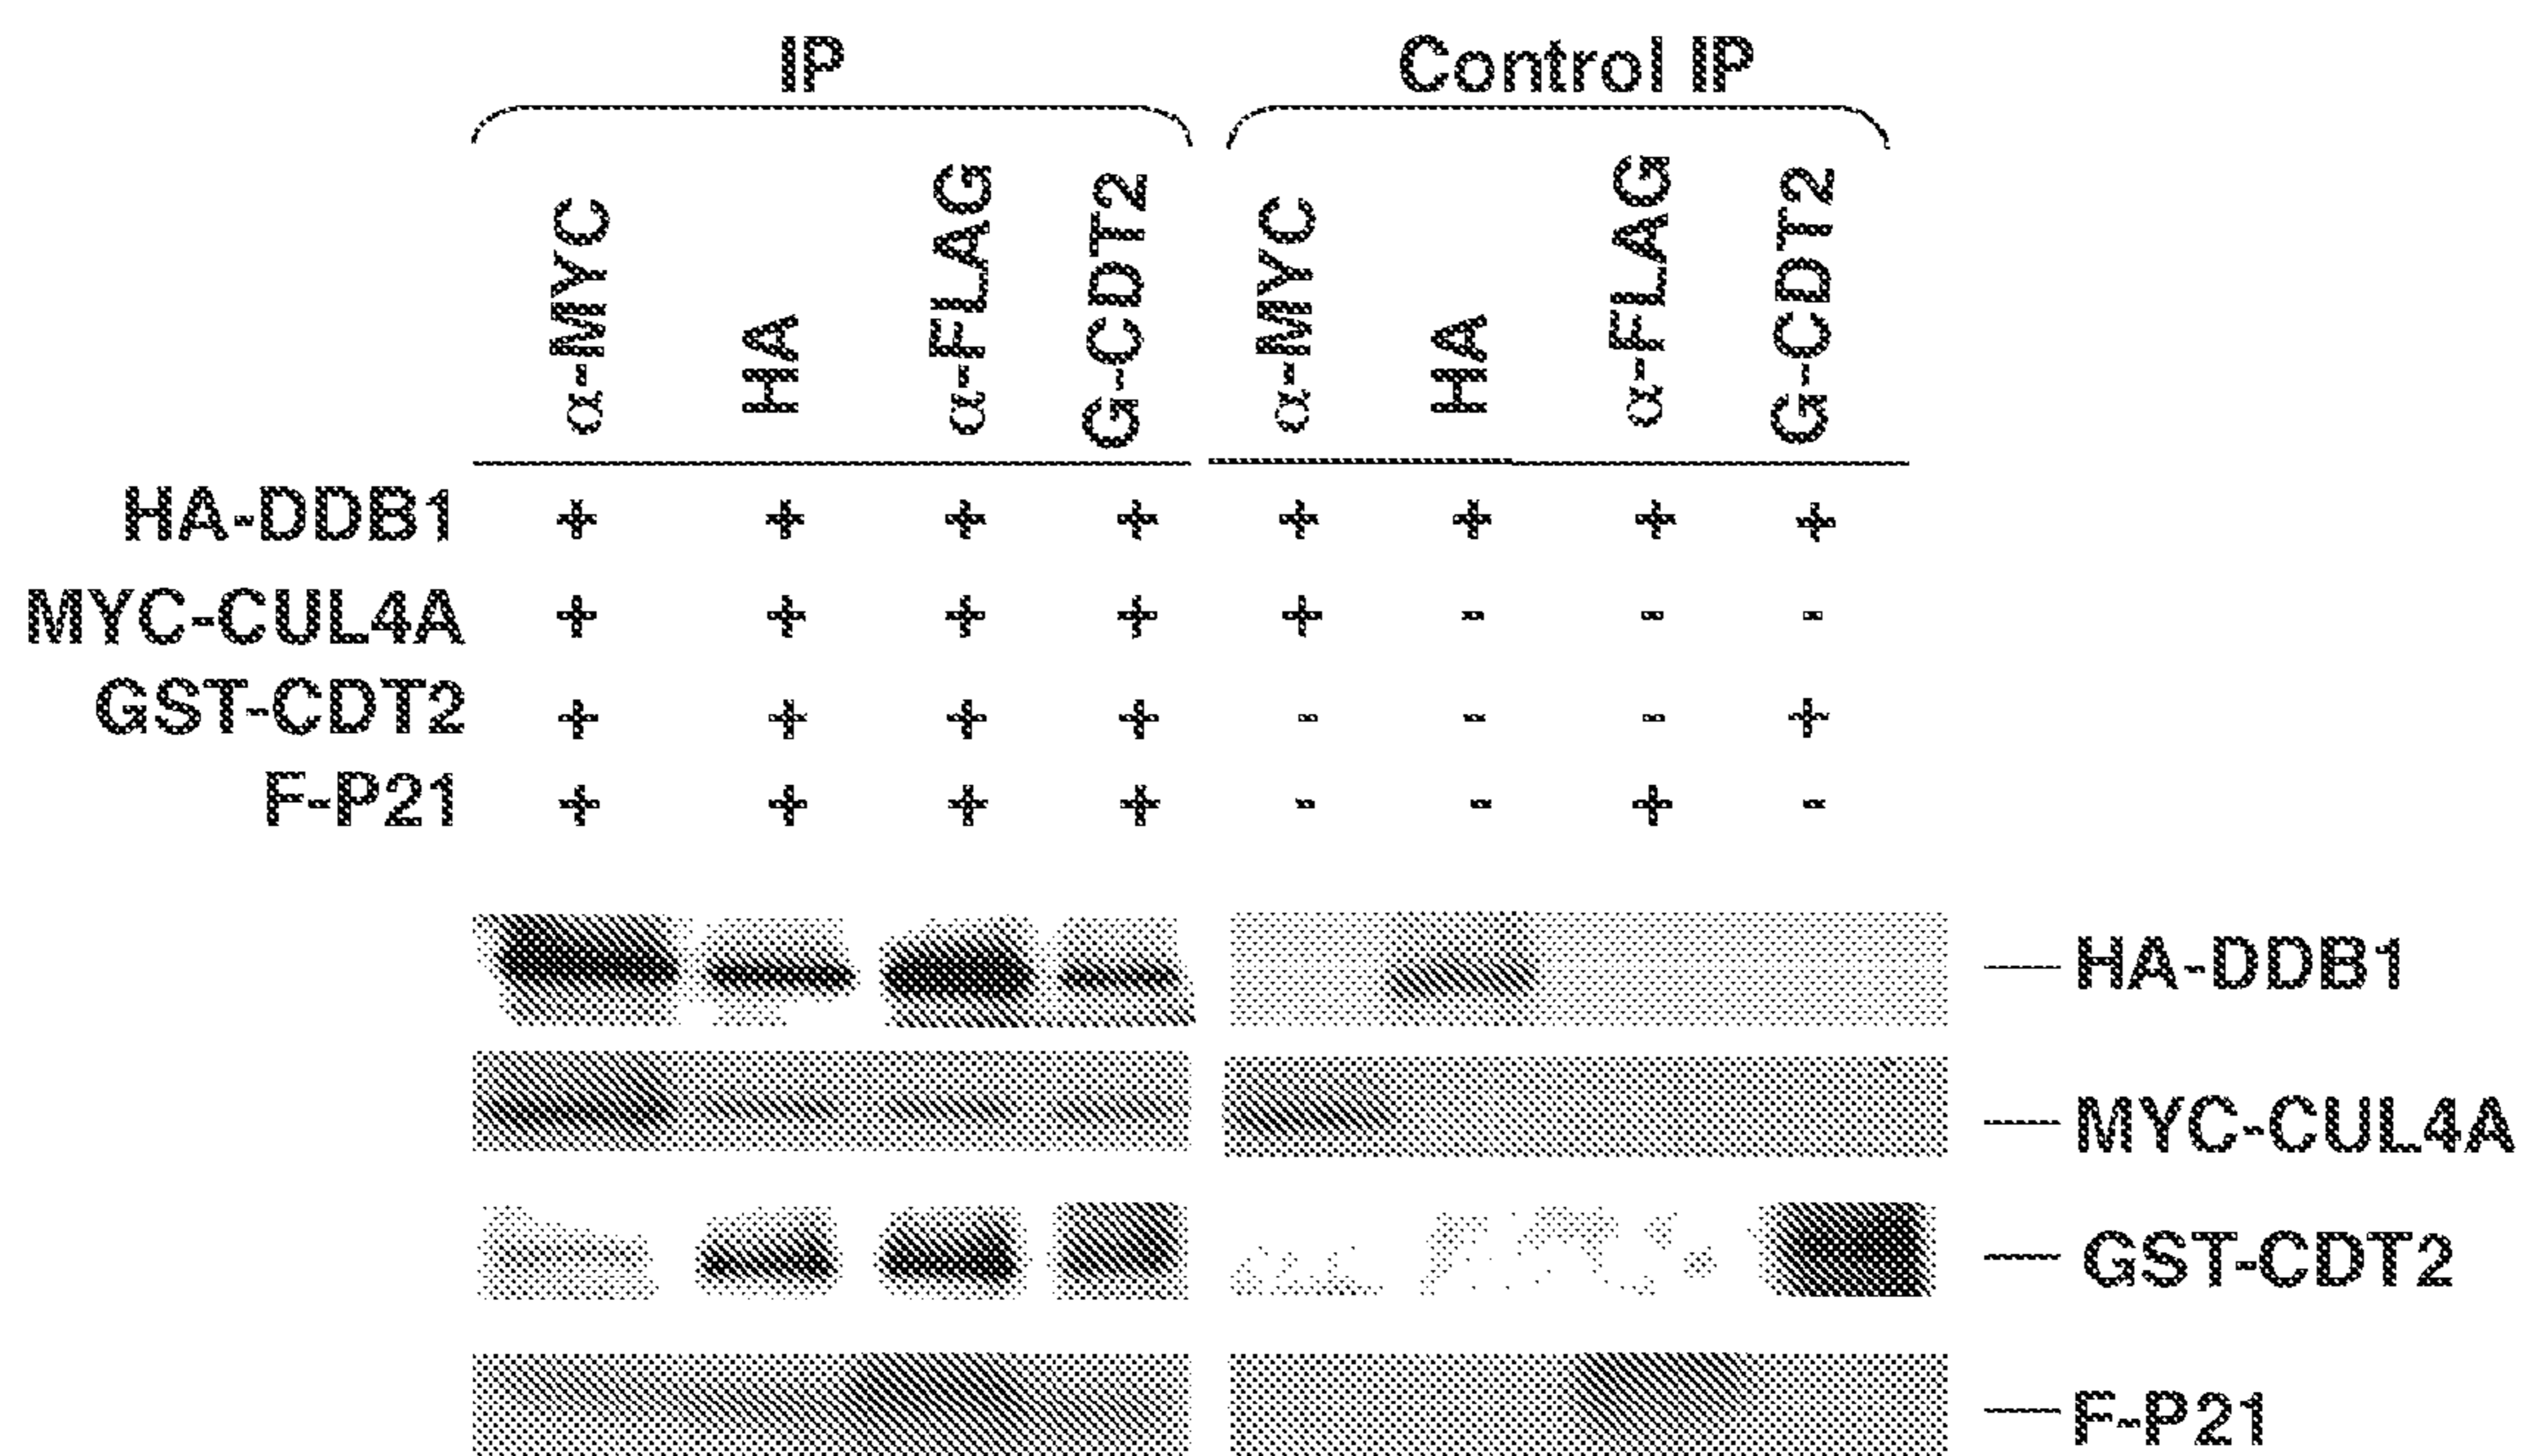 IP Control IP
α-MYC HA α-FLAG G-CDT2 α-MYC HA α-FLAG G-CDT2
HA-DDB1 + + + + + + + +
MYC-CUL4A + + + + + - - -
GST-CDT2 + + + + - - - +
F-P21 + + + + - - + -
HA-DDB1
MYC-CUL4A
GST-CDT2
F-P21